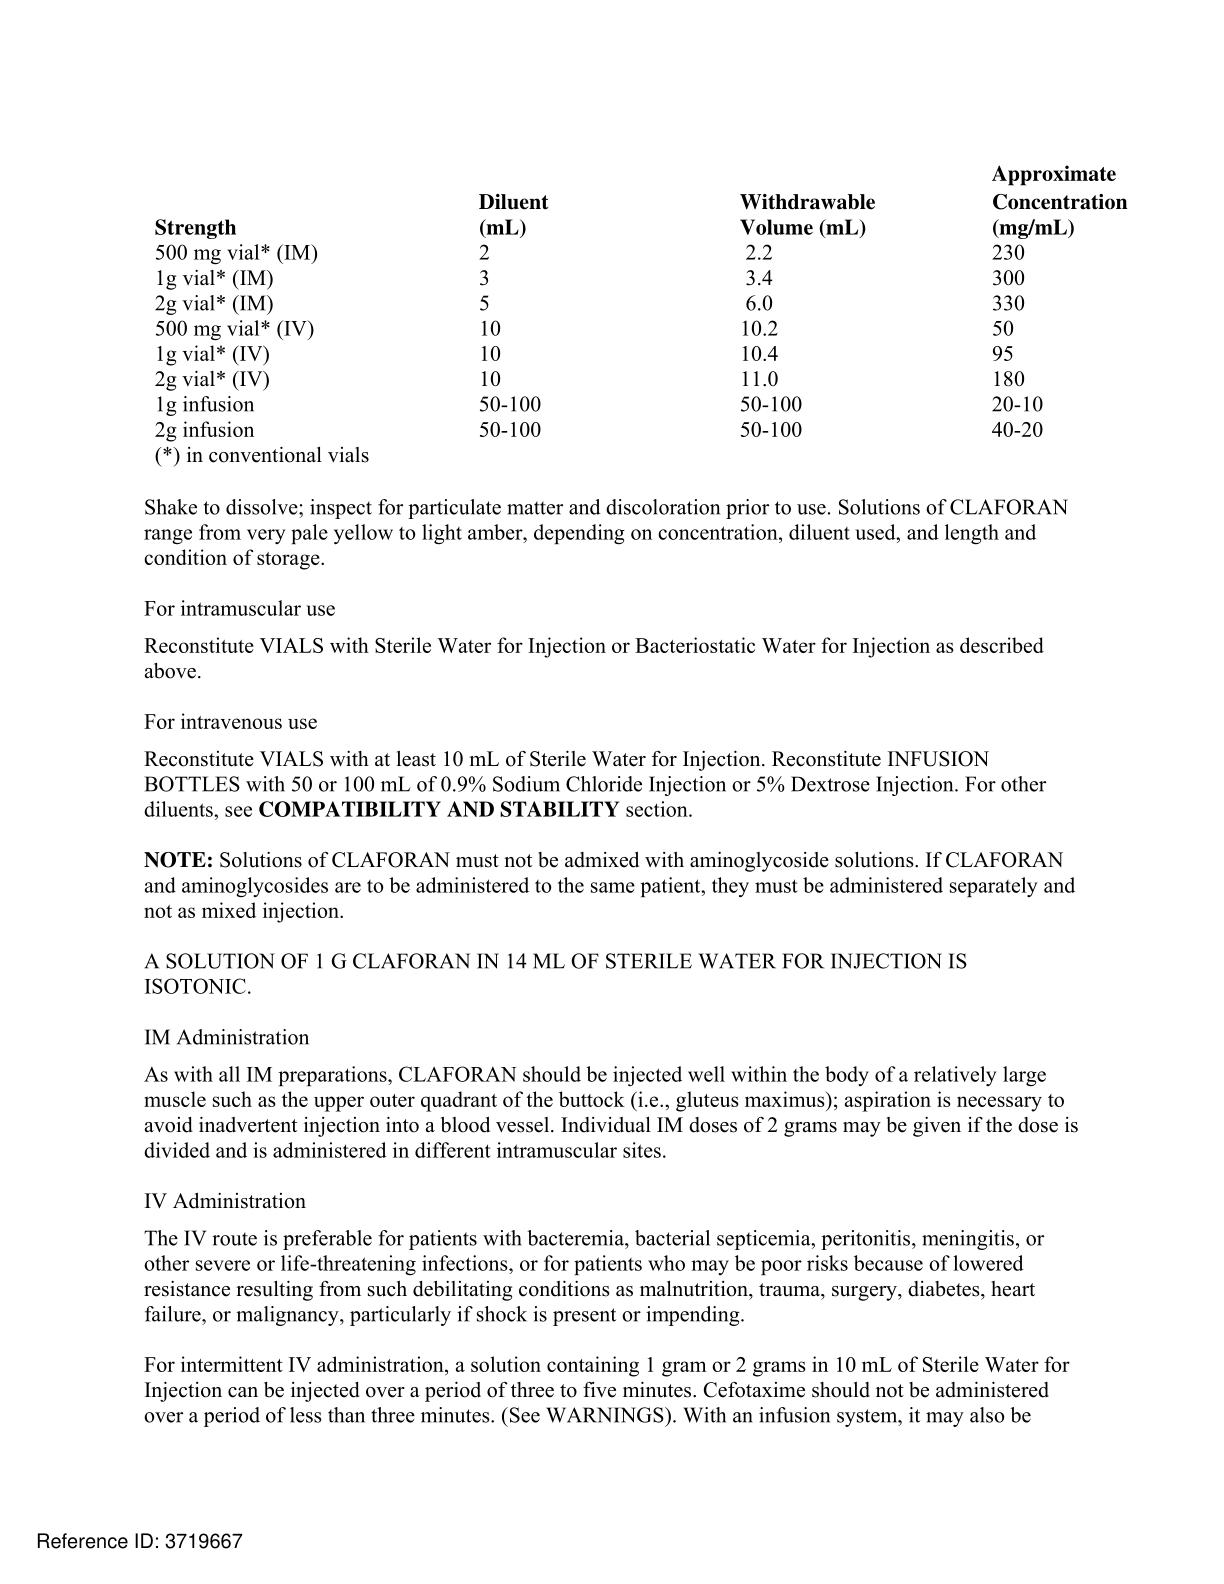 Approximate
Diluent Withdrawable Concentration
Strength (mL) Volume (mL) (mg/mL)
500 mg vial* (IM) 2 2.2 230
1g vial* (IM) 3 3.4 300
2g vial* (IM) 5 6.0 330
500 mg vial* (IV) 10 10.2 50
1g vial* (IV) 10 10.4 95
2g vial* (IV) 10 11.0 180
1g infusion 50-100 50-100 20-10
2g infusion 50-100 50-100 40-20
(*) in conventional vials
Shake to dissolve; inspect for particulate matter and discoloration prior to use. Solutions of CLAFORAN
range from very pale yellow to light amber, depending on concentration, diluent used, and length and
condition of storage.
For intramuscular use
Reconstitute VIALS with Sterile Water for Injection or Bacteriostatic Water for Injection as described
above.
For intravenous use
Reconstitute VIALS with at least 10 mL of Sterile Water for Injection. Reconstitute INFUSION
BOTTLES with 50 or 100 mL of 0.9% Sodium Chloride Injection or 5% Dextrose Injection. For other
diluents, see COMPATIBILITY AND STABILITY section.
NOTE: Solutions of CLAFORAN must not be admixed with aminoglycoside solutions. If CLAFORAN
and aminoglycosides are to be administered to the same patient, they must be administered separately and
not as mixed injection.
A SOLUTION OF 1 G CLAFORAN IN 14 ML OF STERILE WATER FOR INJECTION IS
ISOTONIC.
IM Administration
As with all IM preparations, CLAFORAN should be injected well within the body of a relatively large
muscle such as the upper outer quadrant of the buttock (i.e., gluteus maximus); aspiration is necessary to
avoid inadvertent injection into a blood vessel. Individual IM doses of 2 grams may be given if the dose is
divided and is administered in different intramuscular sites.
IV Administration
The IV route is preferable for patients with bacteremia, bacterial septicemia, peritonitis, meningitis, or
other severe or life-threatening infections, or for patients who may be poor risks because of lowered
resistance resulting from such debilitating conditions as malnutrition, trauma, surgery, diabetes, heart
failure, or malignancy, particularly if shock is present or impending.
For intermittent IV administration, a solution containing 1 gram or 2 grams in 10 mL of Sterile Water for
Injection can be injected over a period of three to five minutes. Cefotaxime should not be administered
over a period of less than three minutes. (See WARNINGS). With an infusion system, it may also be
Reference ID: 3719667